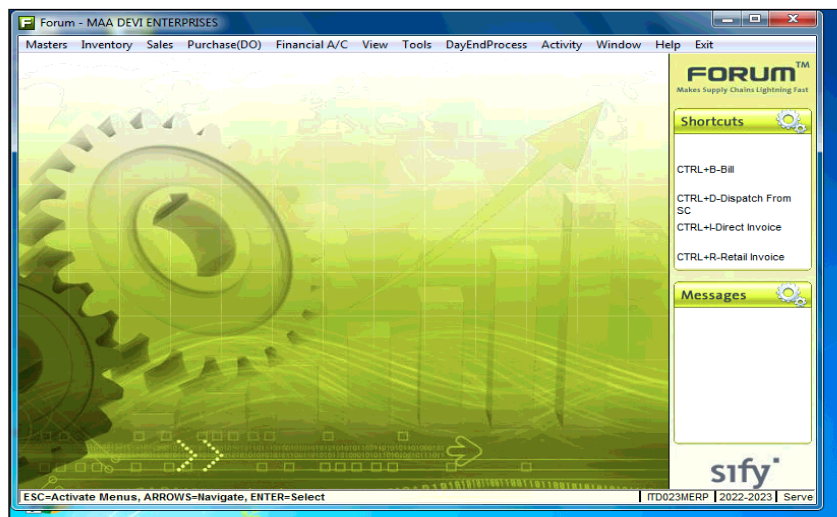 Forum - MAA DEVI ENTERPRISES
Masters Inventory Sales Purchase(DO) Financial A/C View Tools DayEndProcess Activity Window Help Exit
FORUM™
Makes Supply Chains Lightning Fast
Shortcuts
CTRL+B-Bill
CTRL+D-Dispatch From
SC
CTRL+I-Direct Invoice
CTRL+R-Retail Invoice
Messages
sify
ESC=Activate Menus, ARROWS=Navigate, ENTER=Select ITD023MERP 2022-2023 Serve